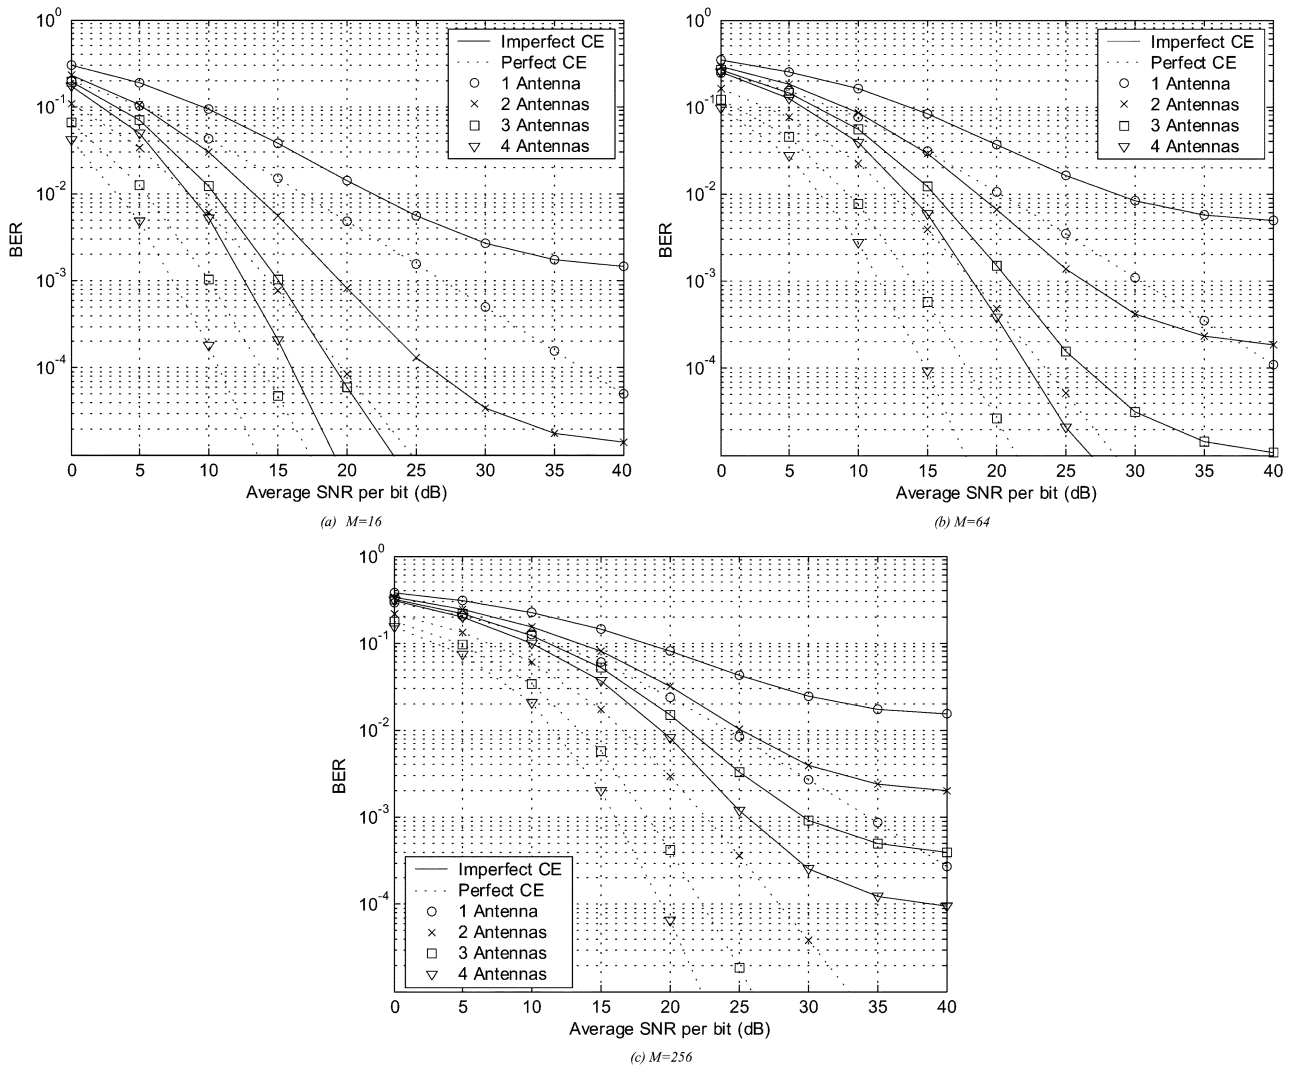 10^0
10^-1
10^-2
10^-3
10^-4
BER
0 5 10 15 20 25 30 35 40
Average SNR per bit (dB)
Imperfect CE
Perfect CE
1 Antenna
2 Antennas
3 Antennas
4 Antennas
(a) M=16
10^0
10^-1
10^-2
10^-3
10^-4
BER
0 5 10 15 20 25 30 35 40
Average SNR per bit (dB)
Imperfect CE
Perfect CE
1 Antenna
2 Antennas
3 Antennas
4 Antennas
(b) M=64
10^0
10^-1
10^-2
10^-3
10^-4
BER
0 5 10 15 20 25 30 35 40
Average SNR per bit (dB)
Imperfect CE
Perfect CE
1 Antenna
2 Antennas
3 Antennas
4 Antennas
(c) M=256